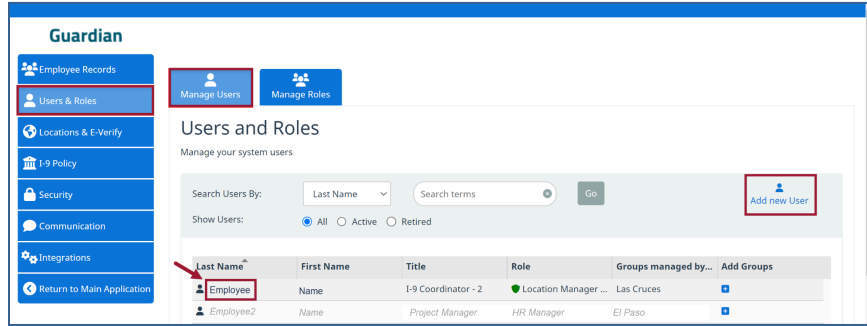 Guardian
Employee Records
Users & Roles
Locations & E-Verify
I-9 Policy
Security
Communication
Integrations
Return to Main Application
Manage Users Manage Roles
Users and Roles
Manage your system users
Search Users By: Last Name Search terms Go
Add new User
Show Users: All Active Retired
Last Name First Name Title Role Groups managed by... Add Groups
Employee Name I-9 Coordinator - 2 Location Manager ... Las Cruces
Employee2 Name Project Manager HR Manager El Paso